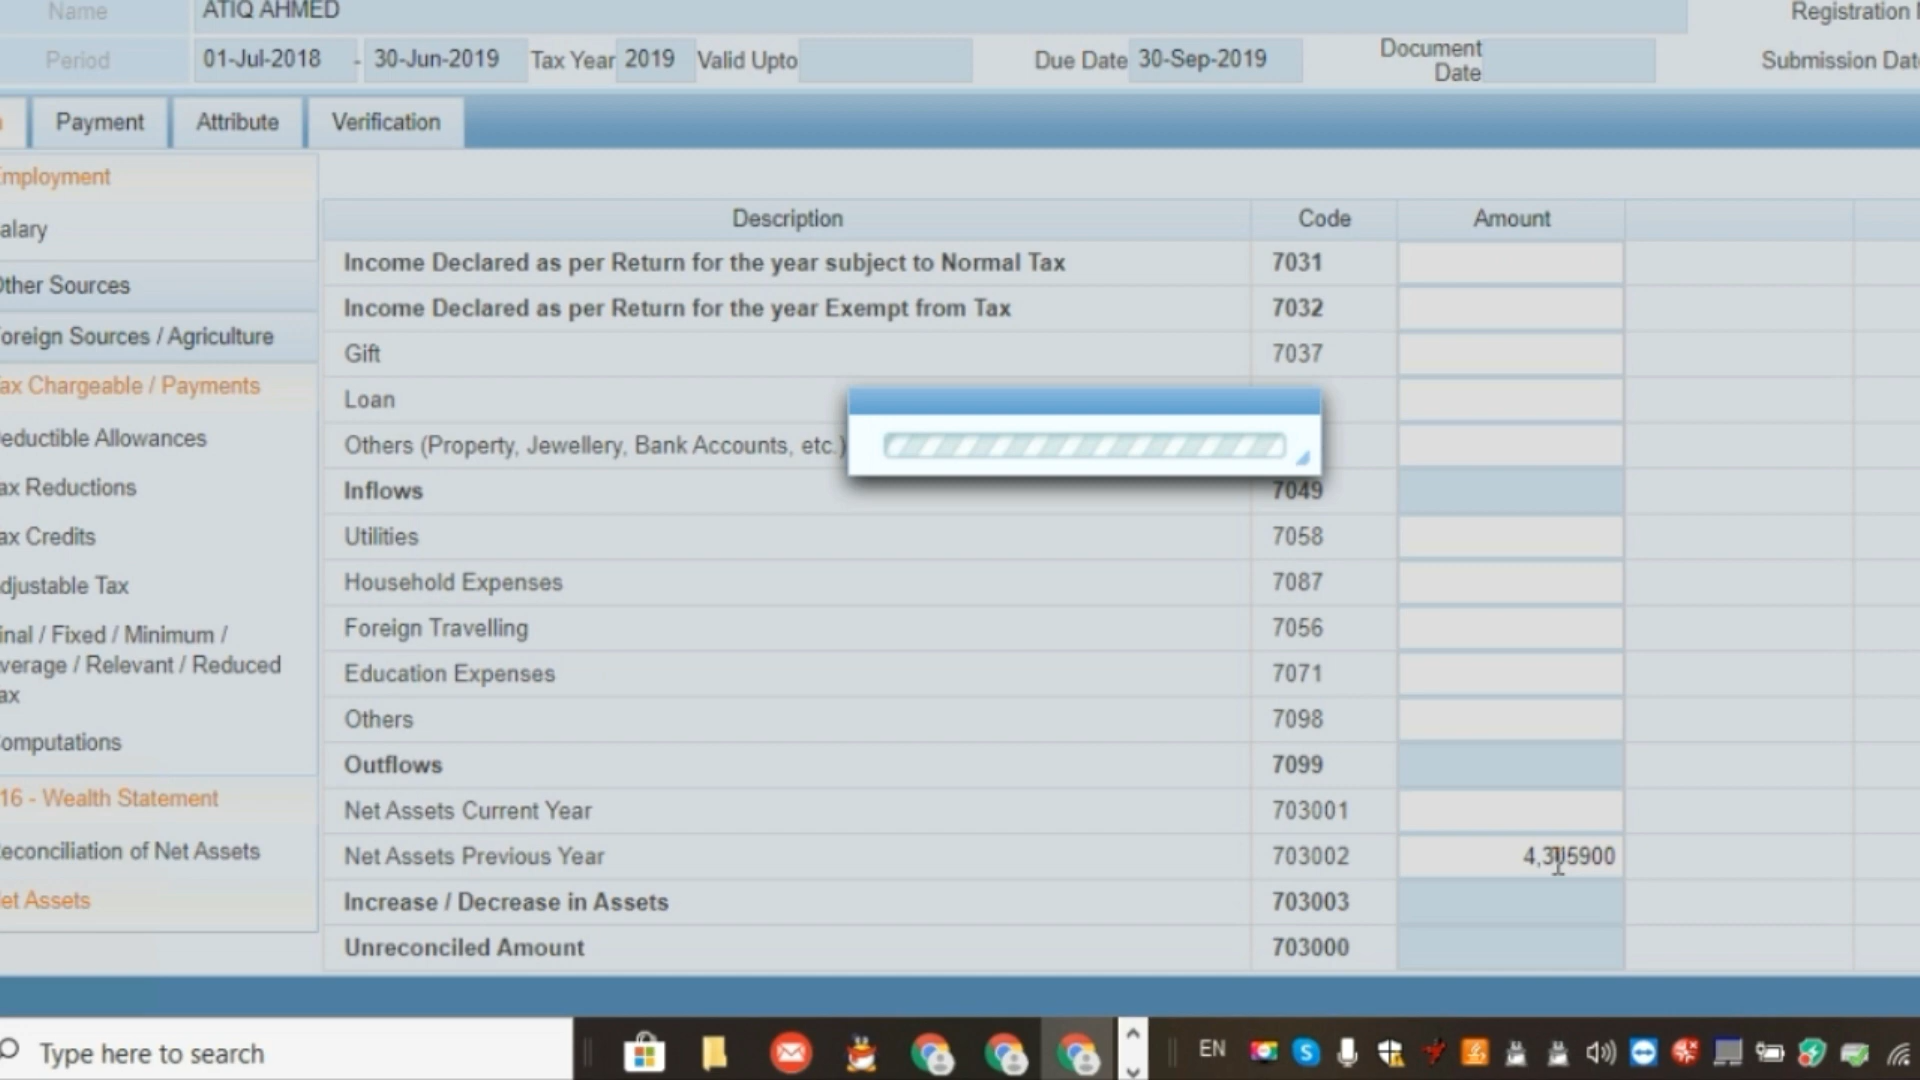 Name ATIQ AHMED Registration
Period 01-Jul-2018 - 30-Jun-2019 Tax Year 2019 Valid Upto Due Date 30-Sep-2019 Document Date Submission Dat
Payment Attribute Verification
mployment
alary
ther Sources
oreign Sources / Agriculture
ax Chargeable / Payments
eductible Allowances
ax Reductions
ax Credits
djustable Tax
inal / Fixed / Minimum /
verage / Relevant / Reduced
ax
omputations
16 - Wealth Statement
econciliation of Net Assets
et Assets
Description Code Amount
Income Declared as per Return for the year subject to Normal Tax 7031
Income Declared as per Return for the year Exempt from Tax 7032
Gift 7037
Loan
Others (Property, Jewellery, Bank Accounts, etc.)
Inflows 7049
Utilities 7058
Household Expenses 7087
Foreign Travelling 7056
Education Expenses 7071
Others 7098
Outflows 7099
Net Assets Current Year 703001
Net Assets Previous Year 703002
Increase / Decrease in Assets 703003
Unreconciled Amount 703000
Type here to search EN